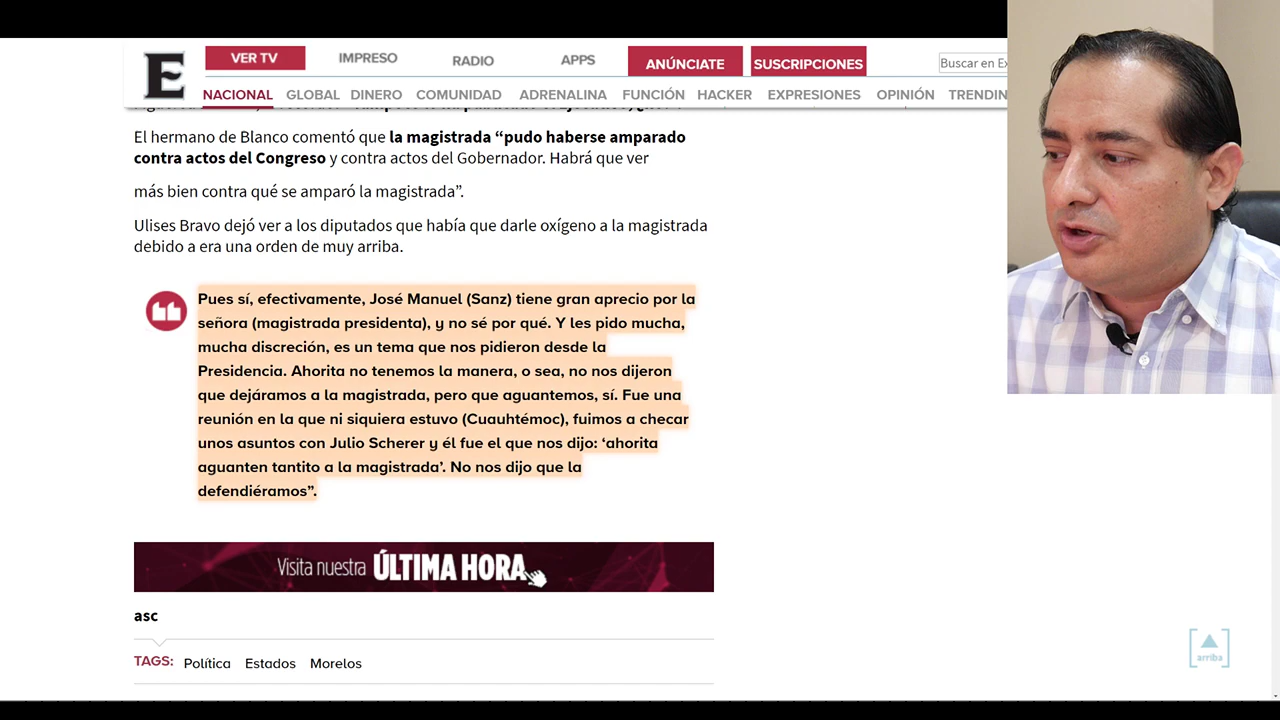 E
VER TV
IMPRESO
RADIO
APPS
ANÚNCIATE
SUSCRIPCIONES
Buscar en
NACIONAL GLOBAL DINERO COMUNIDAD ADRENALINA FUNCIÓN HACKER EXPRESIONES OPINIÓN TRENDIN
El hermano de Blanco comentó que la magistrada “pudo haberse amparado
contra actos del Congreso y contra actos del Gobernador. Habrá que ver
más bien contra qué se amparó la magistrada”.
Ulises Bravo dejó ver a los diputados que había que darle oxígeno a la magistrada
debido a era una orden de muy arriba.
Pues sí, efectivamente, José Manuel (Sanz) tiene gran aprecio por la
señora (magistrada presidenta), y no sé por qué. Y les pido mucha,
mucha discreción, es un tema que nos pidieron desde la
Presidencia. Ahorita no tenemos la manera, o sea, no nos dijeron
que dejáramos a la magistrada, pero que aguantemos, sí. Fue una
reunión en la que ni siquiera estuvo (Cuauhtémoc), fuimos a checar
unos asuntos con Julio Scherer y él fue el que nos dijo: ‘ahorita
aguanten tantito a la magistrada’. No nos dijo que la
defendiéramos”.
Visita nuestra ÚLTIMA HORA
asc
TAGS: Política Estados Morelos
arriba